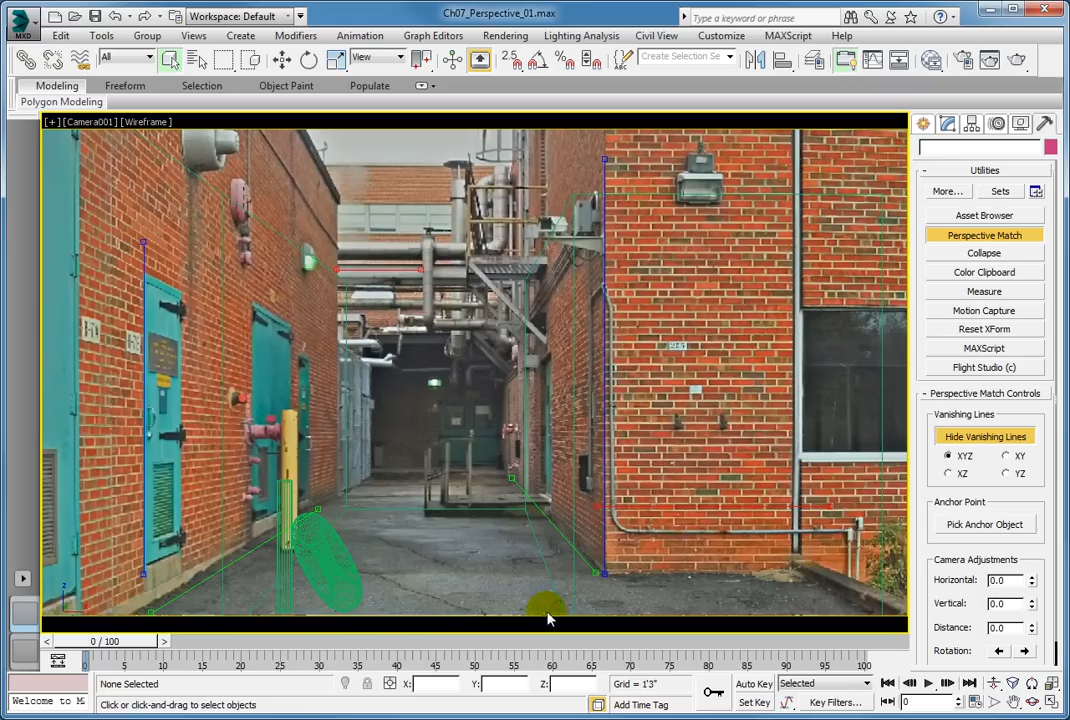 Workspace: Default
Ch07_Perspective_01.max
Type a keyword or phrase
MXD
Edit Tools Group Views Create Modifiers Animation Graph Editors Rendering Lighting Analysis Civil View Customize MAXScript Help
All
View
Create Selection Se
Modeling Freeform Selection Object Paint Populate
Polygon Modeling
[+] [Camera001] [Wireframe]
Utilities
More... Sets
Asset Browser
Perspective Match
Collapse
Color Clipboard
Measure
Motion Capture
Reset XForm
MAXScript
Flight Studio (c)
Perspective Match Controls
Vanishing Lines
Hide Vanishing Lines
XYZ XY
XZ YZ
Anchor Point
Pick Anchor Object
Camera Adjustments
Horizontal: 0.0
Vertical: 0.0
Distance: 0.0
Rotation:
z
< 0 / 100 >
0 5 10 15 20 25 30 35 40 45 50 55 60 65 70 75 80 85 90 95 100
None Selected X: Y: Z: Grid = 1'3" Auto Key Selected
Welcome to MA Click or click-and-drag to select objects Add Time Tag Set Key Key Filters... 0